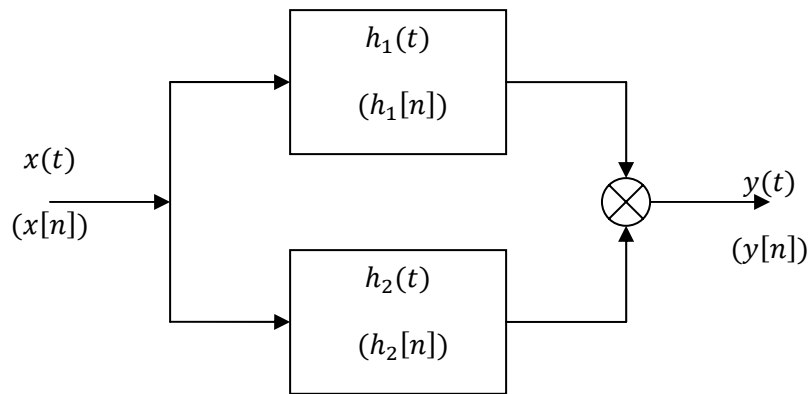 h₁(t)
(h₁[n])
x(t)
(x[n])
y(t)
(y[n])
h₂(t)
(h₂[n])